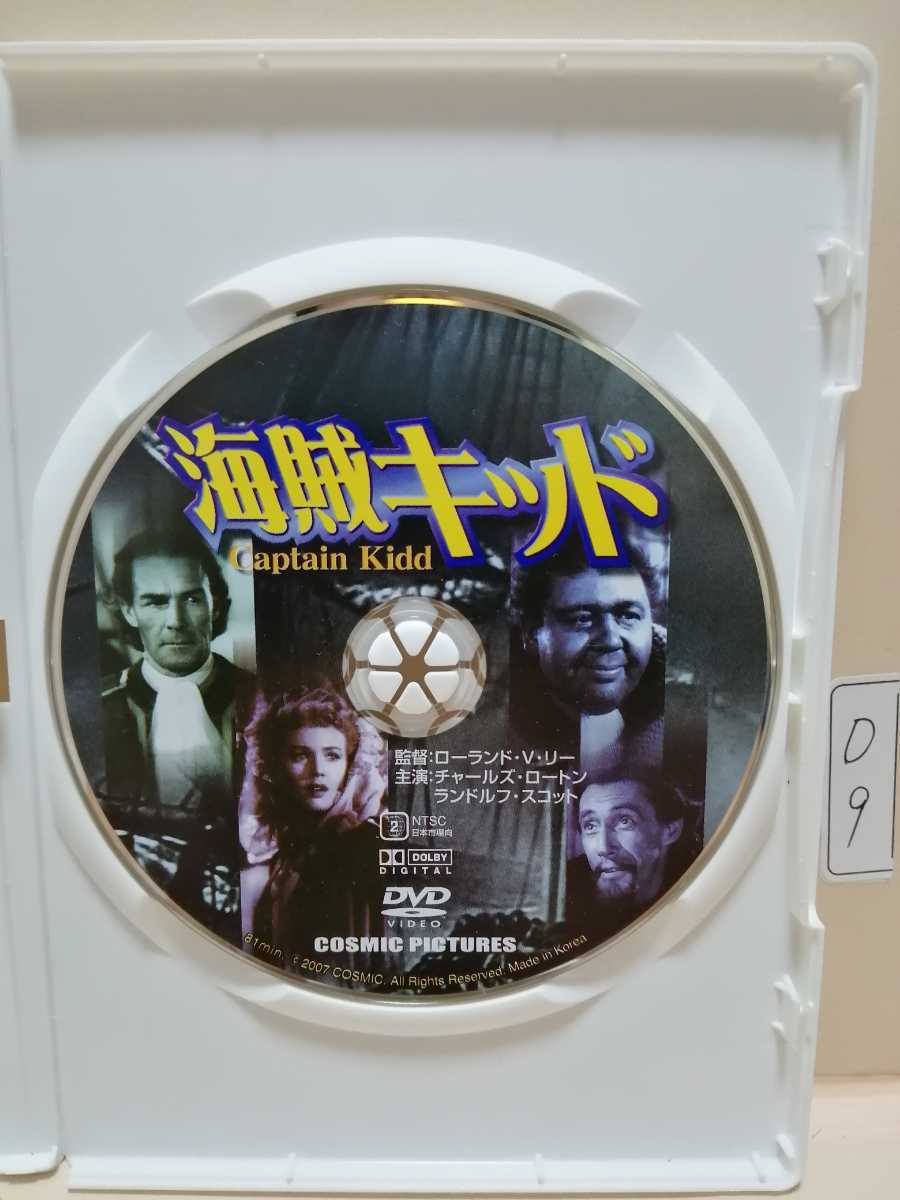 海賊キッド
Captain Kidd
監督:ローランド・V・リー
主演:チャールズ・ロートン
ランドルフ・スコット
2 NTSC
日本市場向
DOLBY
DIGITAL
DVD
VIDEO
COSMIC PICTURES
81min. © 2007 COSMIC. All Rights Reserved. Made in Korea
D
9